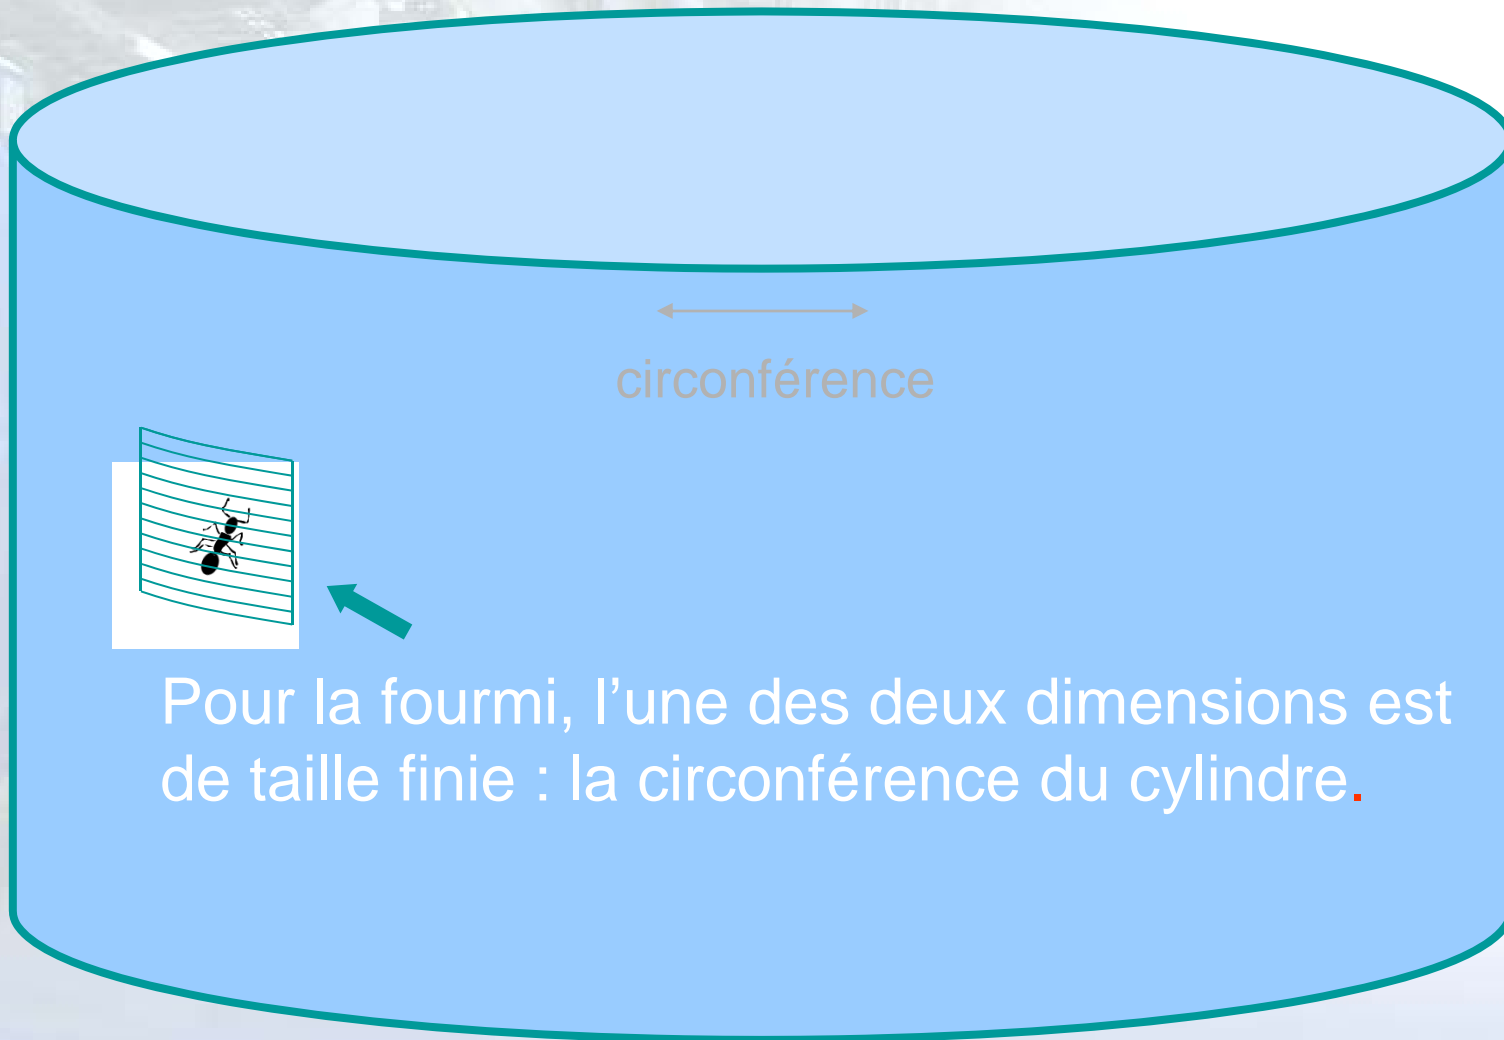 circonférence
Pour la fourmi, l’une des deux dimensions est
de taille finie : la circonférence du cylindre.